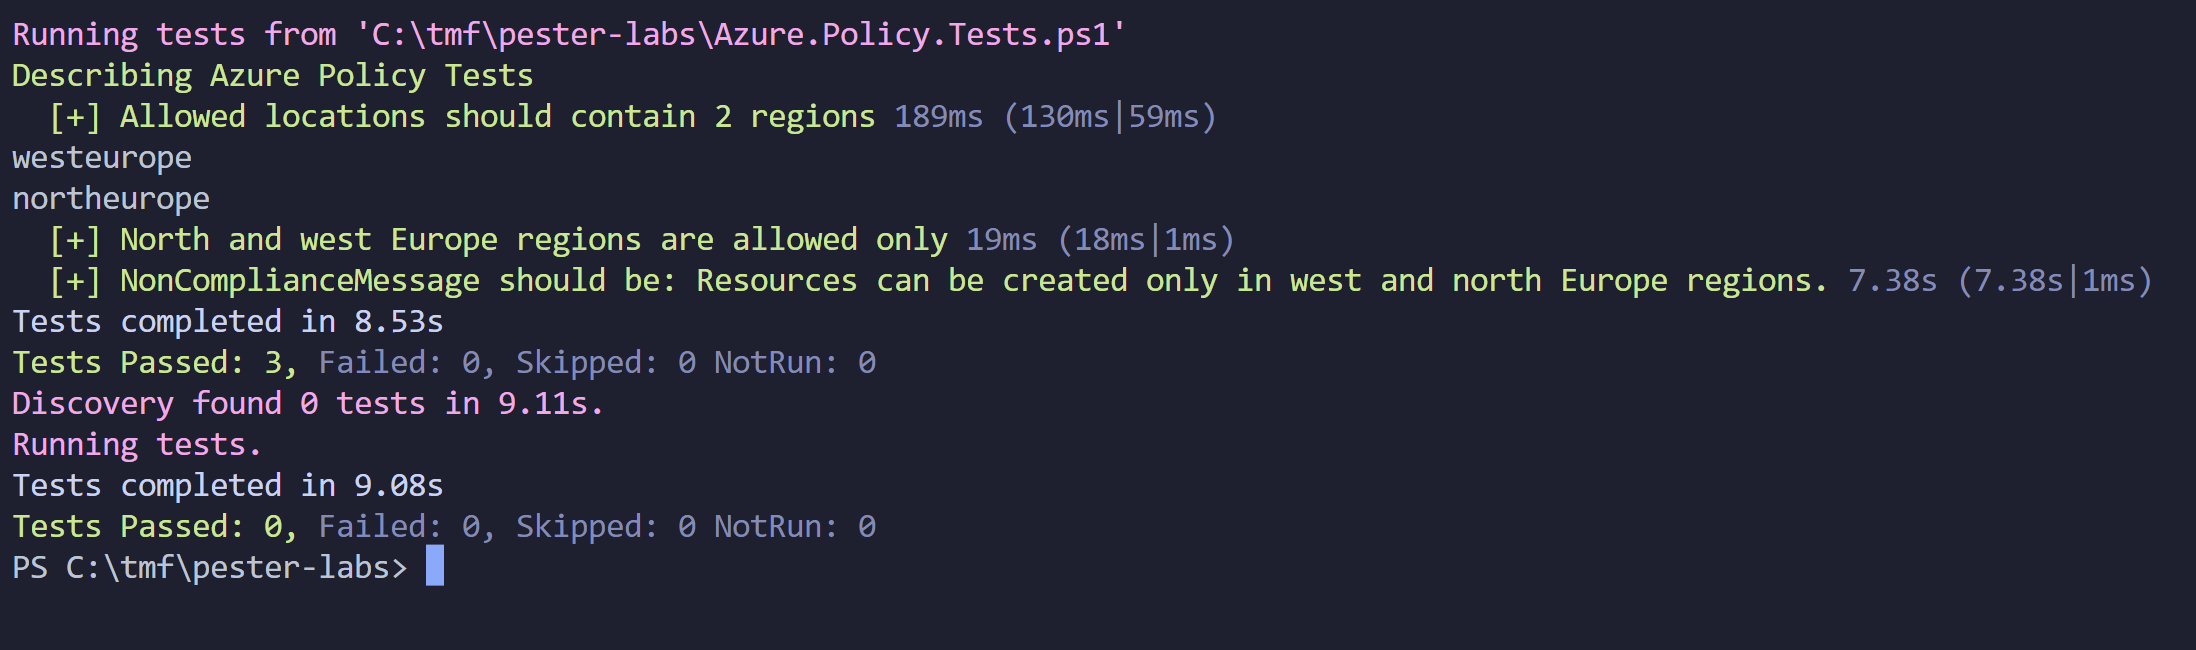 Running tests from 'C:\tmf\pester-labs\Azure.Policy.Tests.ps1'
Describing Azure Policy Tests
  [+] Allowed locations should contain 2 regions 189ms (130ms|59ms)
westeurope
northeurope
  [+] North and west Europe regions are allowed only 19ms (18ms|1ms)
  [+] NonComplianceMessage should be: Resources can be created only in west and north Europe regions. 7.38s (7.38s|1ms)
Tests completed in 8.53s
Tests Passed: 3, Failed: 0, Skipped: 0 NotRun: 0
Discovery found 0 tests in 9.11s.
Running tests.
Tests completed in 9.08s
Tests Passed: 0, Failed: 0, Skipped: 0 NotRun: 0
PS C:\tmf\pester-labs>